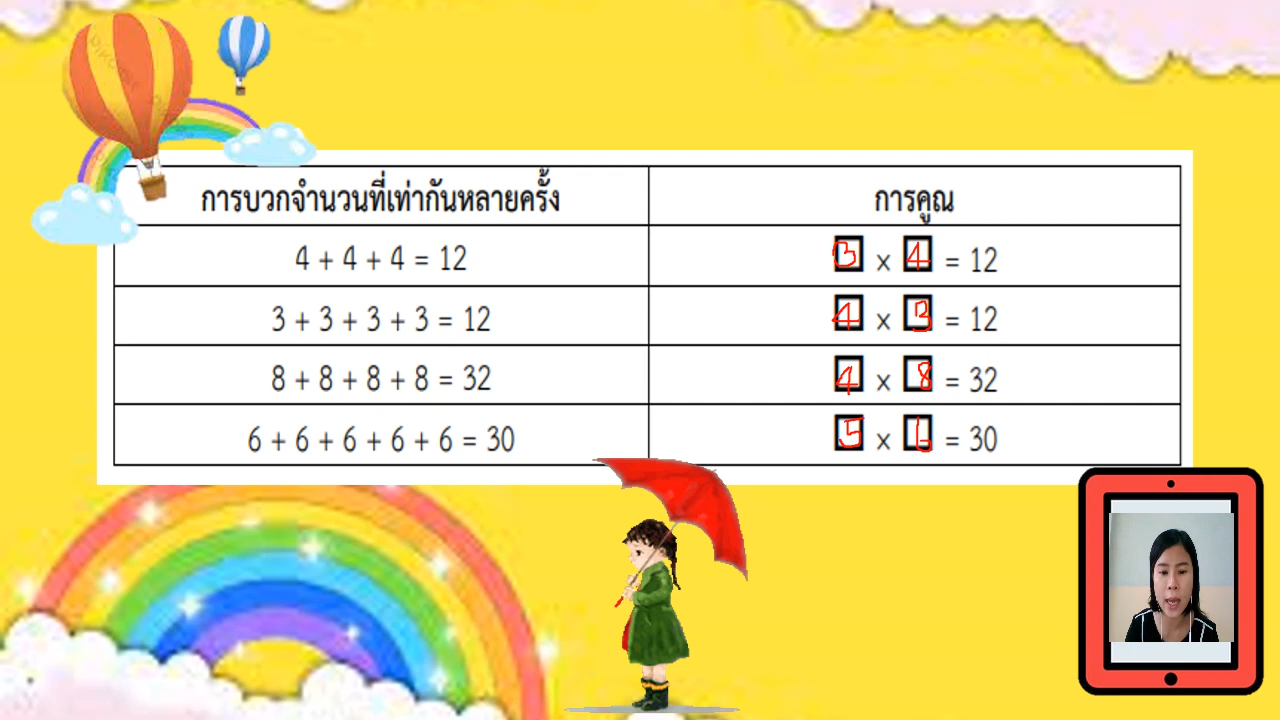 การบวกจำนวนที่เท่ากันหลายครั้ง การคูณ
4 + 4 + 4 = 12 3 × 4 = 12
3 + 3 + 3 + 3 = 12 4 × 3 = 12
8 + 8 + 8 + 8 = 32 4 × 8 = 32
6 + 6 + 6 + 6 + 6 = 30 5 × 6 = 30